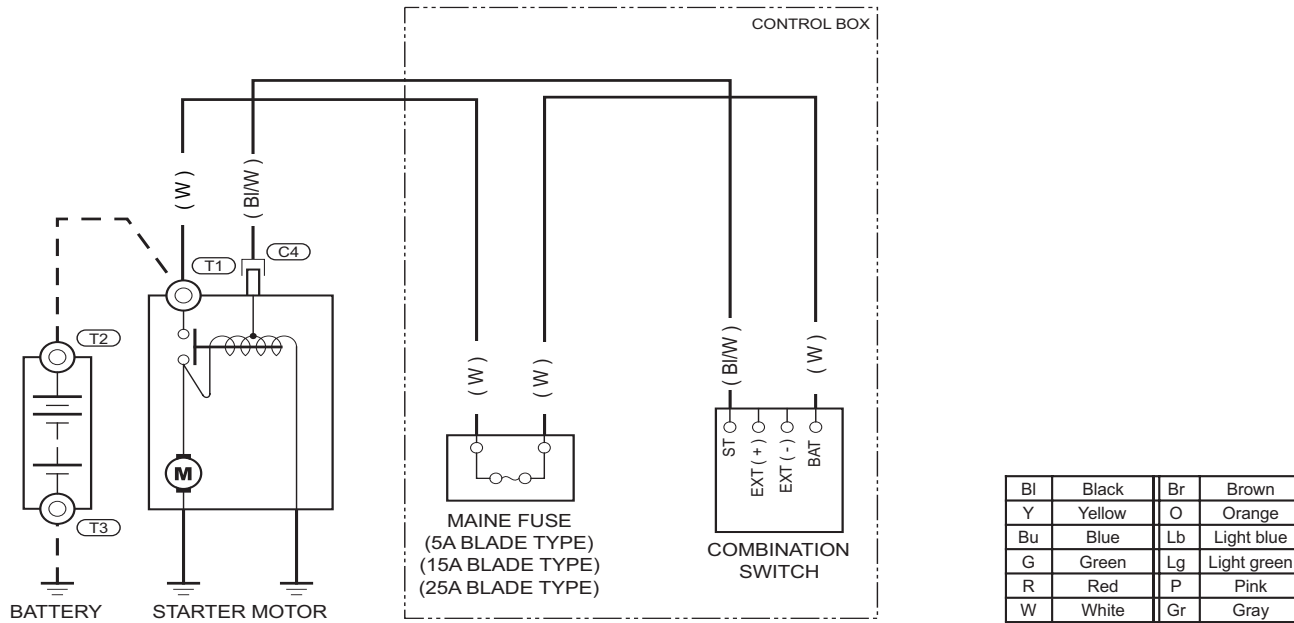 CONTROL BOX
( W )
( Bl/W )
T1
C4
T2
( W )
( W )
( Bl/W )
( W )
ST
EXT ( + )
EXT ( - )
BAT
M
T3
MAINE FUSE
(5A BLADE TYPE)
(15A BLADE TYPE)
(25A BLADE TYPE)
COMBINATION
SWITCH
BATTERY
STARTER MOTOR
Bl Black Br Brown
Y Yellow O Orange
Bu Blue Lb Light blue
G Green Lg Light green
R Red P Pink
W White Gr Gray